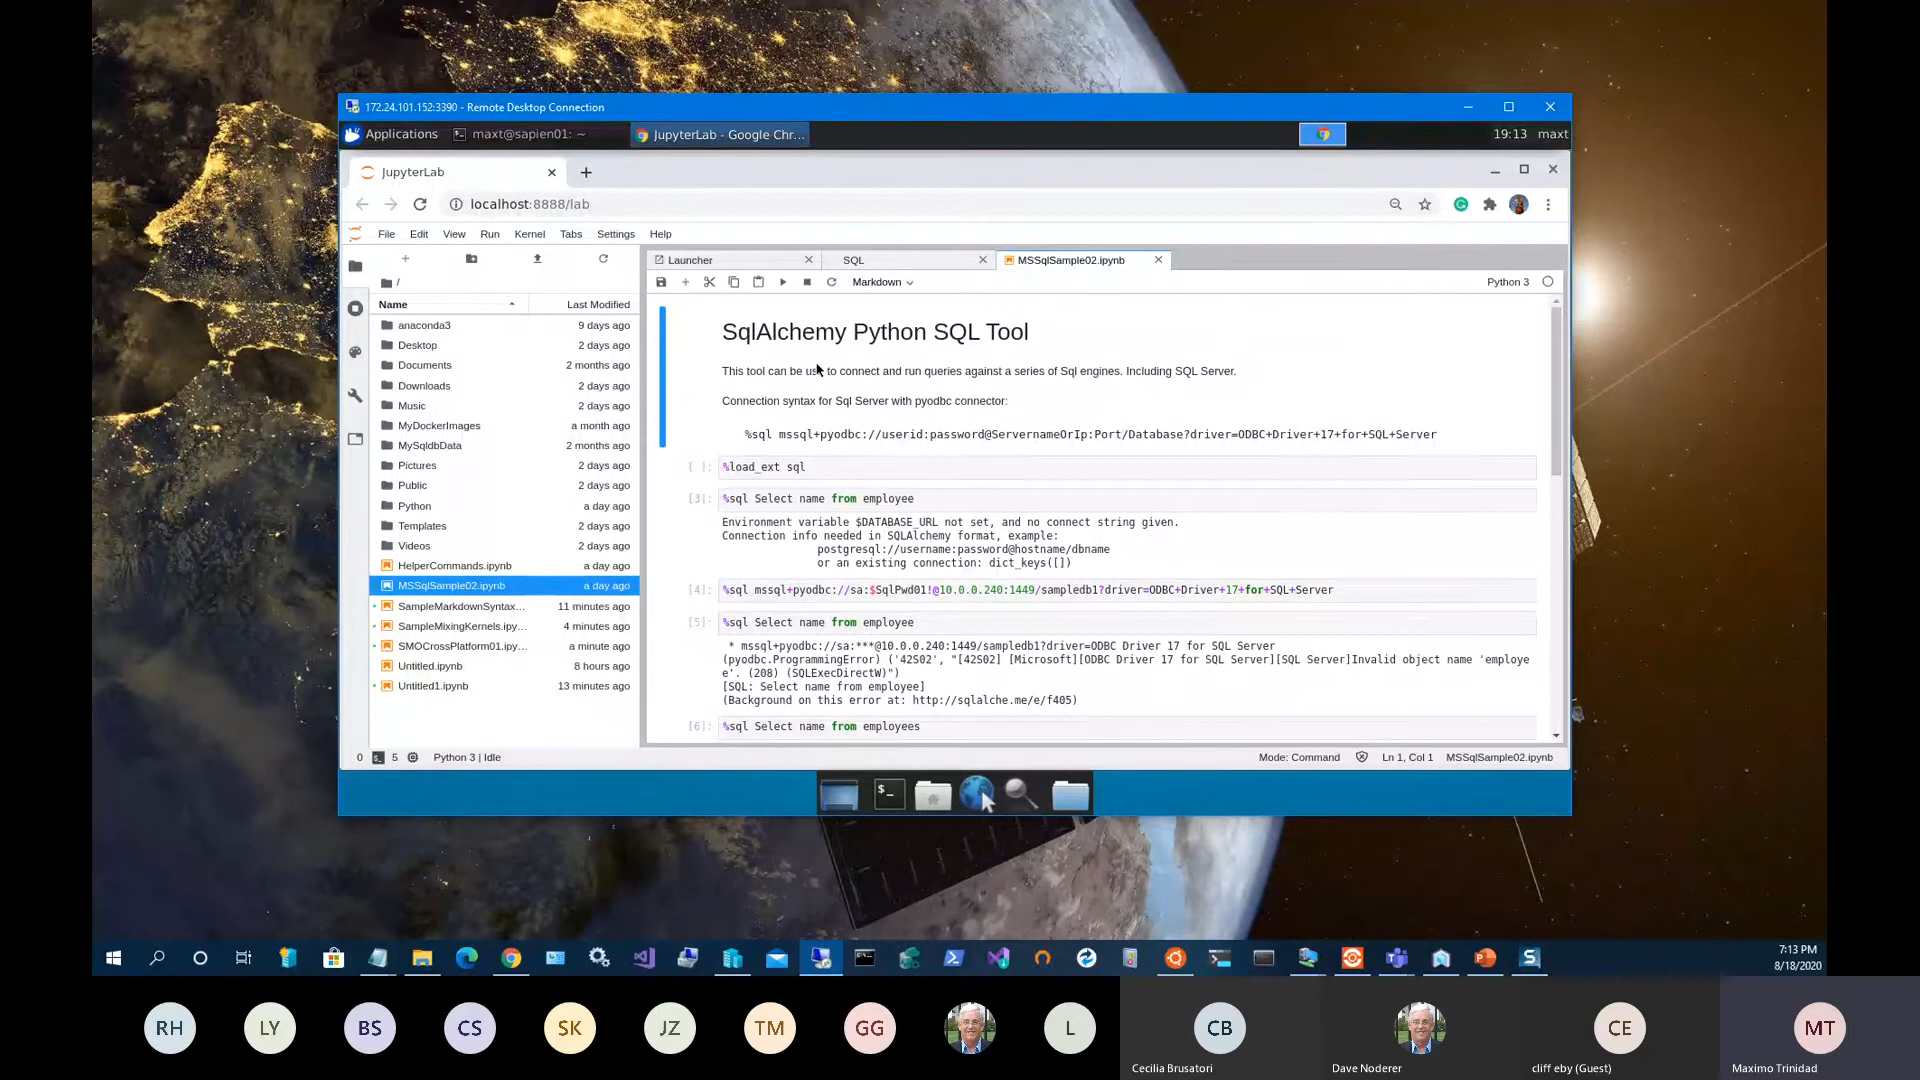 172.24.101.152:3390 - Remote Desktop Connection
Applications
maxt@sapien01: ~
JupyterLab - Google Chr...
19:13
maxt
JupyterLab
localhost:8888/lab
File
Edit
View
Run
Kernel
Tabs
Settings
Help
Launcher
SQL
MSSqlSample02.ipynb
/
Markdown
Python 3
Name
Last Modified
anaconda3
9 days ago
Desktop
2 days ago
Documents
2 months ago
Downloads
2 days ago
Music
2 days ago
MyDockerImages
a month ago
MySqldbData
2 months ago
Pictures
2 days ago
Public
2 days ago
Python
a day ago
Templates
2 days ago
Videos
2 days ago
HelperCommands.ipynb
a day ago
MSSqlSample02.ipynb
a day ago
SampleMarkdownSyntax...
11 minutes ago
SampleMixingKernels.ipy...
4 minutes ago
SMOCrossPlatform01.ipy...
a minute ago
Untitled.ipynb
8 hours ago
Untitled1.ipynb
13 minutes ago
SqlAlchemy Python SQL Tool
This tool can be to connect and run queries against a series of Sql engines. Including SQL Server.
Connection syntax for Sql Server with pyodbc connector:
%sql mssql+pyodbc://userid:password@ServernameOrIp:Port/Database?driver=ODBC+Driver+17+for+SQL+Server
[ ]: %load_ext sql
[3]: %sql Select name from employee
Environment variable $DATABASE_URL not set, and no connect string given.
Connection info needed in SQLAlchemy format, example:
postgresql://username:password@hostname/dbname
or an existing connection: dict_keys([])
[4]: %sql mssql+pyodbc://sa:$SqlPwd01!@10.0.0.240:1449/sampledb1?driver=ODBC+Driver+17+for+SQL+Server
[5]: %sql Select name from employee
* mssql+pyodbc://sa:***@10.0.0.240:1449/sampledb1?driver=ODBC Driver 17 for SQL Server
(pyodbc.ProgrammingError) ('42S02', "[42S02] [Microsoft][ODBC Driver 17 for SQL Server][SQL Server]Invalid object name 'employe
e'. (208) (SQLExecDirectW)")
[SQL: Select name from employee]
(Background on this error at: http://sqlalche.me/e/f405)
[6]: %sql Select name from employees
0
5
Python 3 | Idle
Mode: Command
Ln 1, Col 1
MSSqlSample02.ipynb
7:13 PM
8/18/2020
RH
LY
BS
CS
SK
JZ
TM
GG
L
CB
CE
MT
Cecilia Brusatori
Dave Noderer
cliff eby (Guest)
Maximo Trinidad